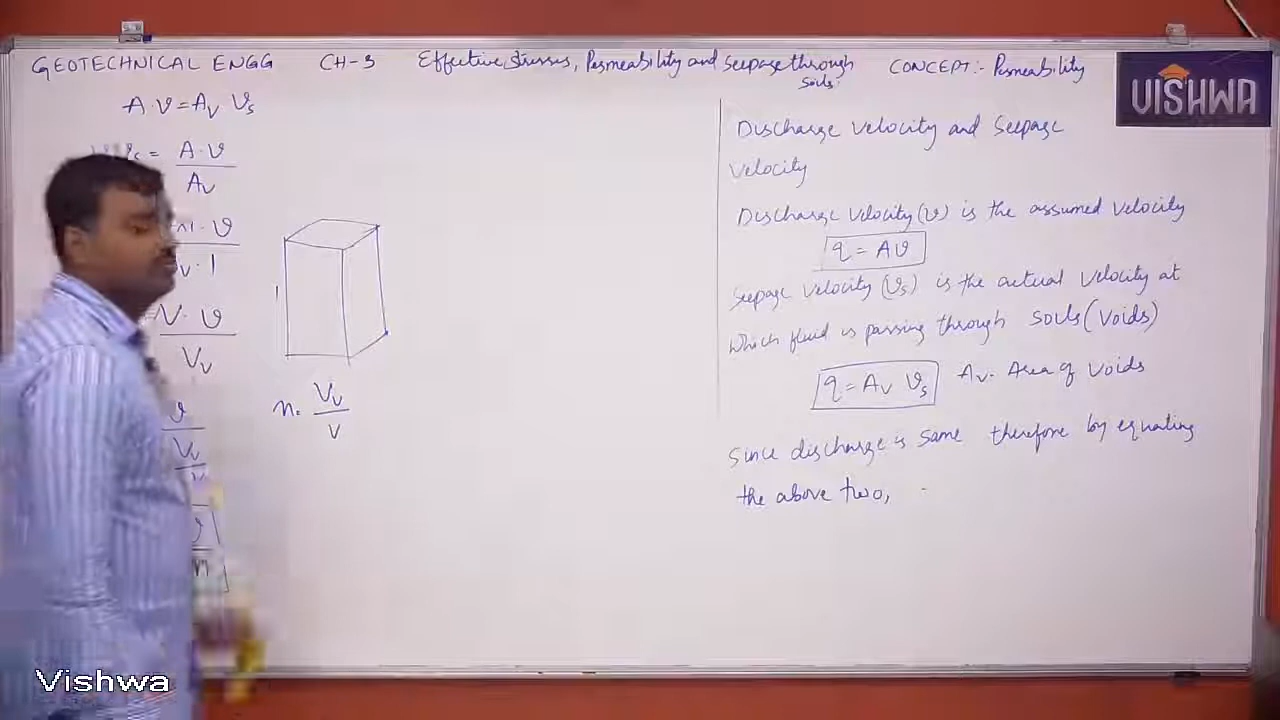 GEOTECHNICAL ENGG CH-3 Effective stresses, Permeability and Seepage through soils. CONCEPT:- Permeability
VISHWA
A·v = Av vs
= A·v / Av
·v
v·1
V·v / Vv
v
Vv / V
n = Vv / V
Discharge Velocity and Seepage
Velocity
Discharge Velocity (v) is the assumed velocity
q = Av
Seepage Velocity (vs) is the actual velocity at
which fluid is passing through soils (voids)
q = Av vs Av - Area of voids
Since discharge is same therefore by equating
the above two,
Vishwa